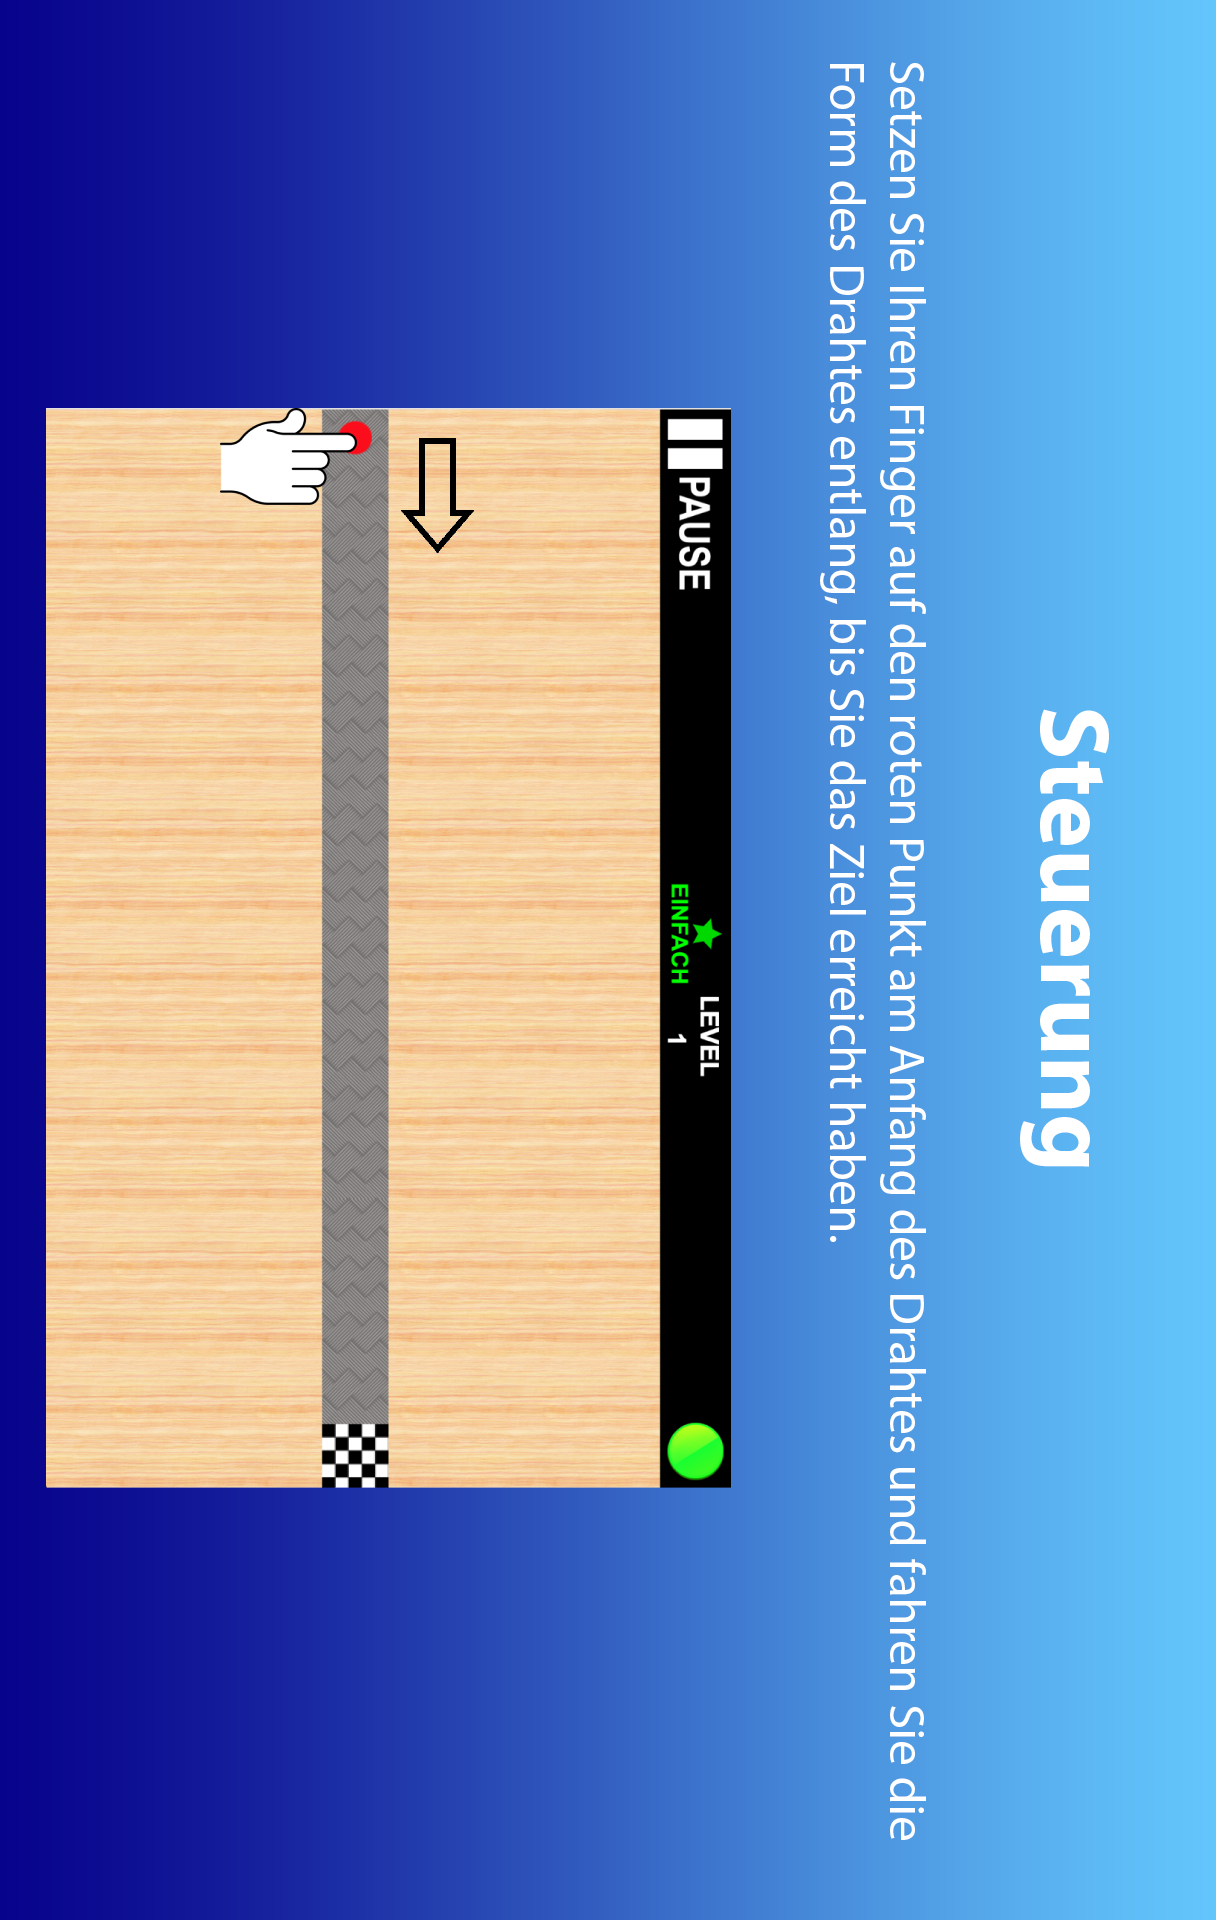 Steuerung
Setzen Sie Ihren Finger auf den roten Punkt am Anfang des Drahtes und fahren Sie die
Form des Drahtes entlang, bis Sie das Ziel erreicht haben.
PAUSE
EINFACH
LEVEL
1